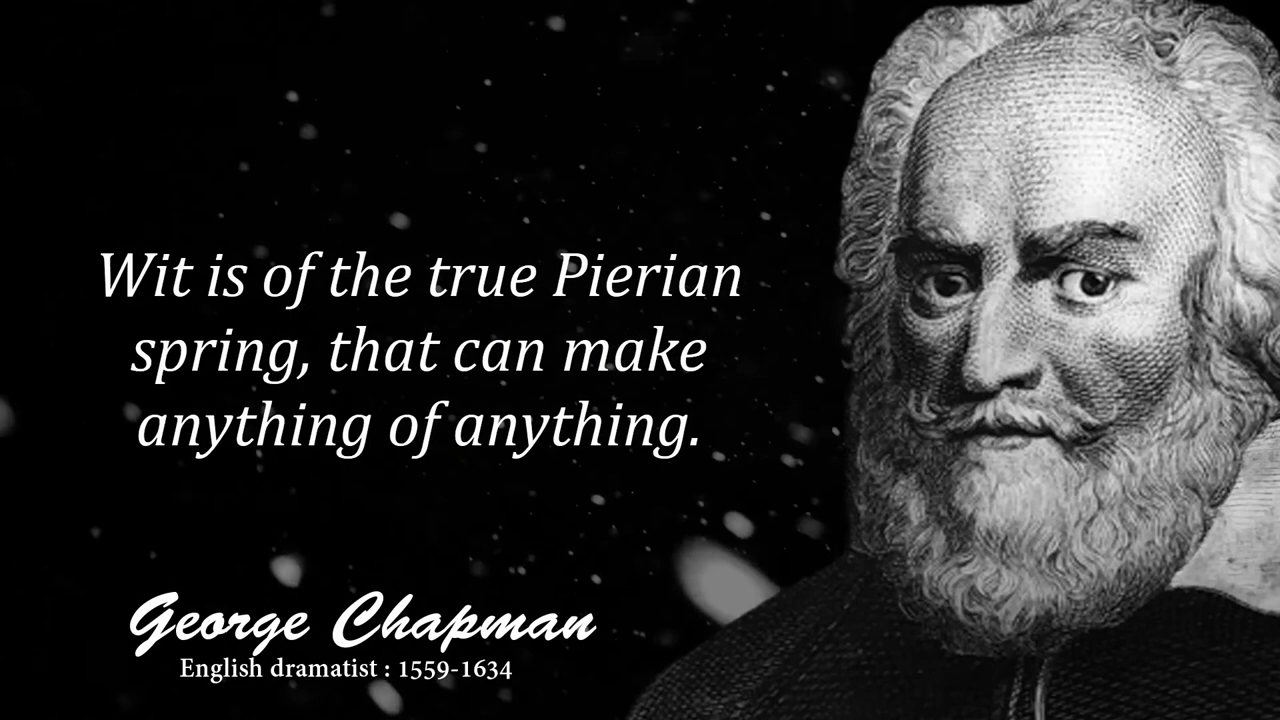 Wit is of the true Pierian
spring, that can make
anything of anything.
George Chapman
English dramatist : 1559-1634